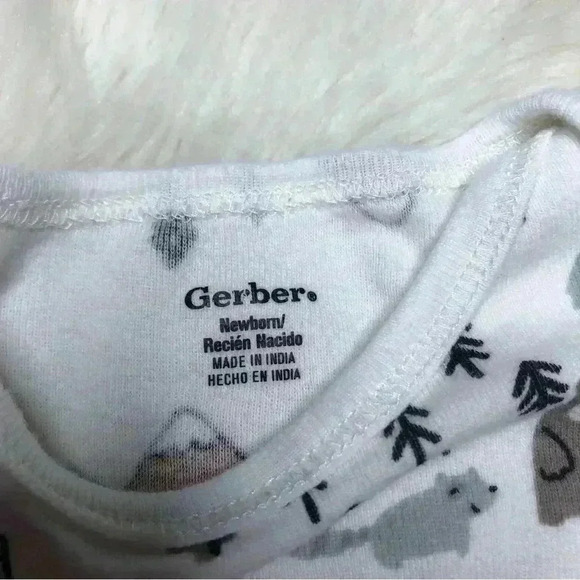 Gerber®
Newborn/
Recién Nacido
MADE IN INDIA
HECHO EN INDIA